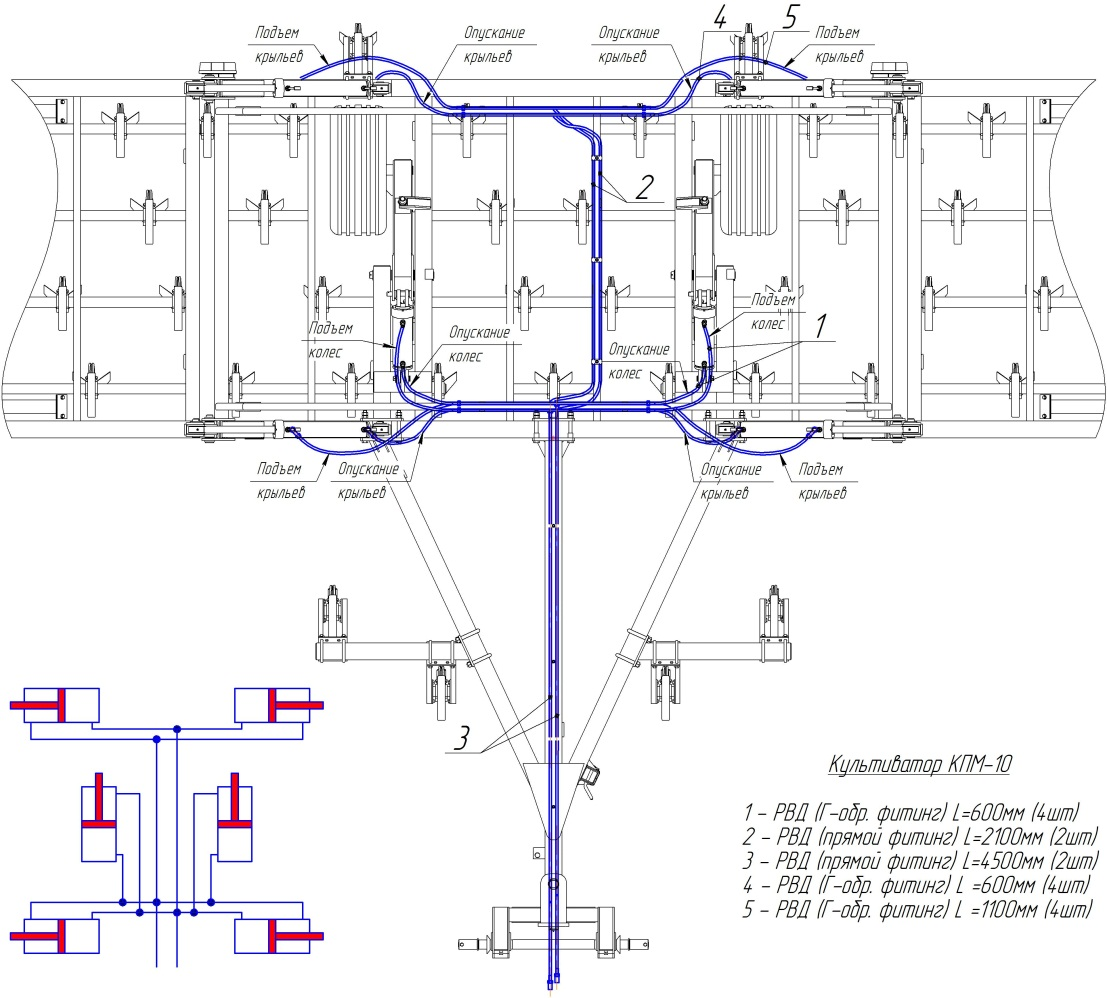 Подъем
крыльев
Опускание
крыльев
Опускание
крыльев
4
5
Подъем
крыльев
2
Подъем
колес
Опускание
колес
Опускание
колес
Подъем
колес
1
Подъем
крыльев
Опускание
крыльев
Опускание
крыльев
Подъем
крыльев
3
Культиватор КПМ-10
1 - РВД (Г-обр. фитинг) L=600мм (4шт)
2 - РВД (прямой фитинг) L=2100мм (2шт)
3 - РВД (прямой фитинг) L=4500мм (2шт)
4 - РВД (Г-обр. фитинг) L =600мм (4шт)
5 - РВД (Г-обр. фитинг) L =1100мм (4шт)